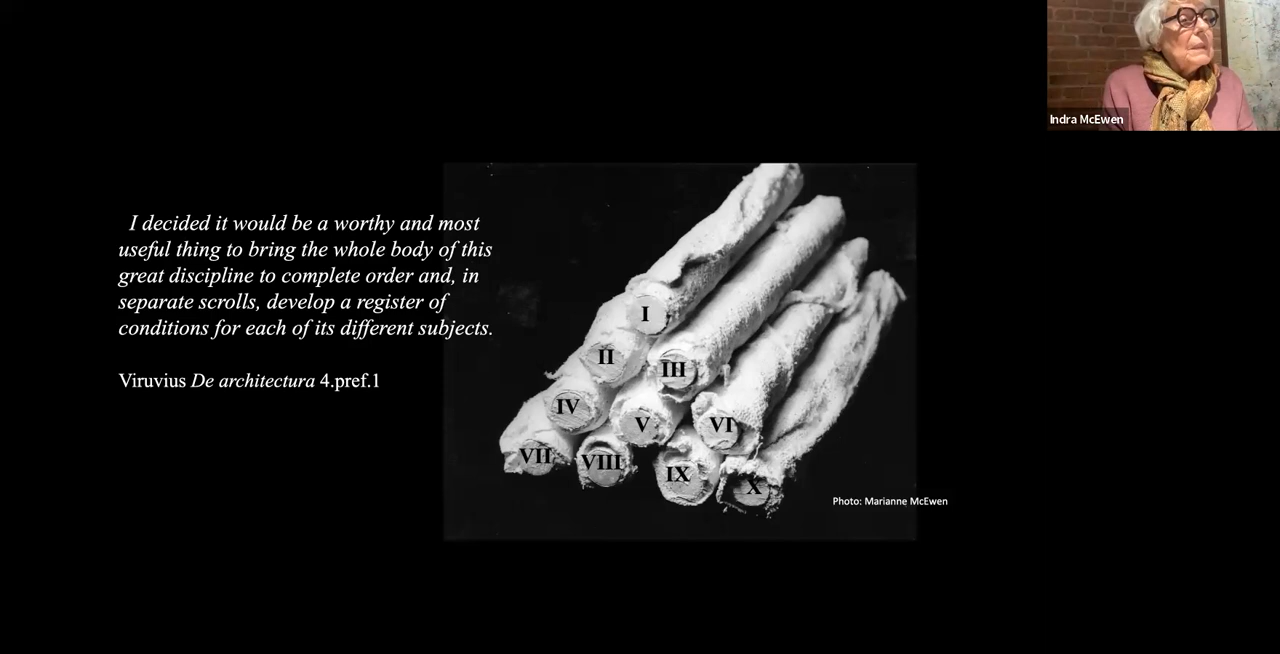 Indra McEwen
I decided it would be a worthy and most
useful thing to bring the whole body of this
great discipline to complete order and, in
separate scrolls, develop a register of
conditions for each of its different subjects.
Viruvius De architectura 4.pref.1
I
II
III
IV
V
VI
VII
VIII
IX
X
Photo: Marianne McEwen